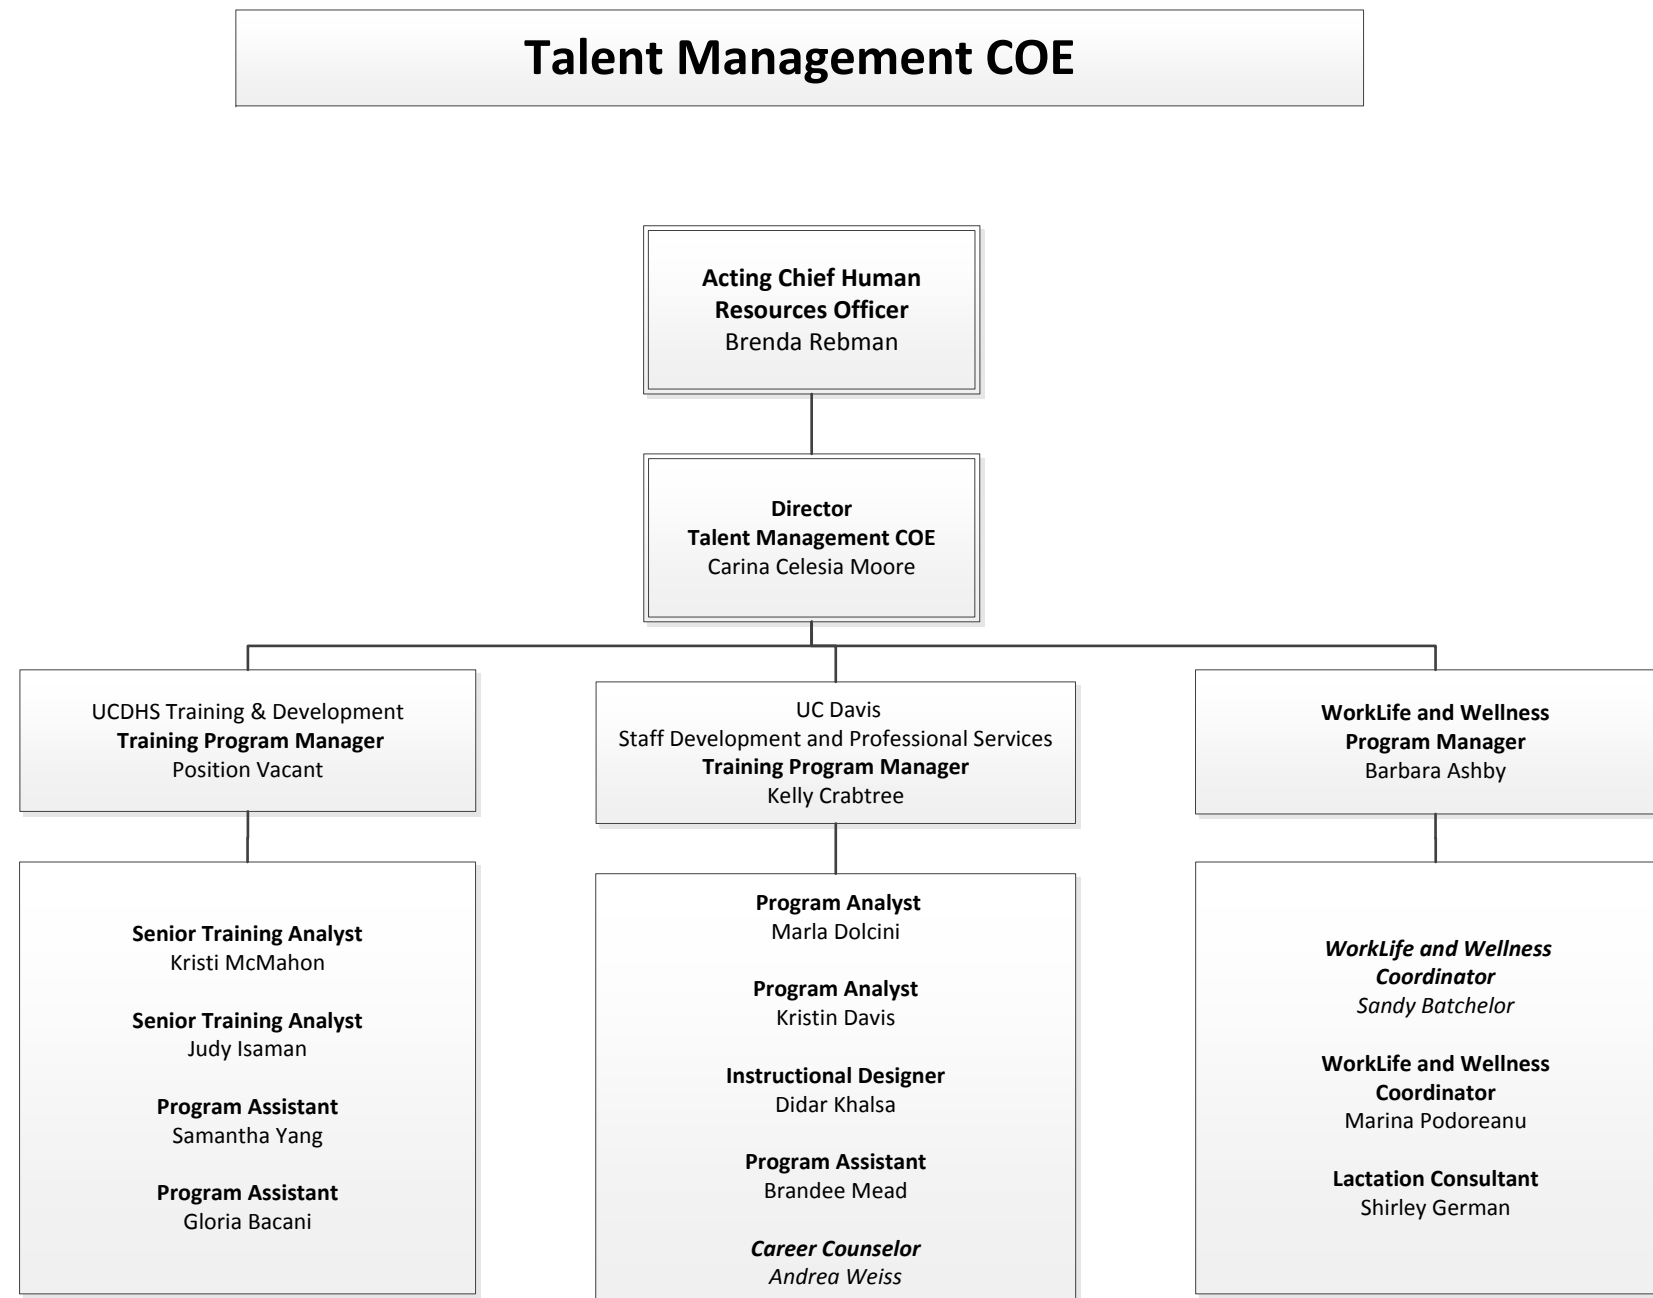 Talent Management COE
Acting Chief Human
Resources Officer
Brenda Rebman
Director
Talent Management COE
Carina Celesia Moore
UCDHS Training & Development
Training Program Manager
Position Vacant
UC Davis
Staff Development and Professional Services
Training Program Manager
Kelly Crabtree
WorkLife and Wellness
Program Manager
Barbara Ashby
Senior Training Analyst
Kristi McMahon
Senior Training Analyst
Judy Isaman
Program Assistant
Samantha Yang
Program Assistant
Gloria Bacani
Program Analyst
Marla Dolcini
Program Analyst
Kristin Davis
Instructional Designer
Didar Khalsa
Program Assistant
Brandee Mead
Career Counselor
Andrea Weiss
WorkLife and Wellness
Coordinator
Sandy Batchelor
WorkLife and Wellness
Coordinator
Marina Podoreanu
Lactation Consultant
Shirley German